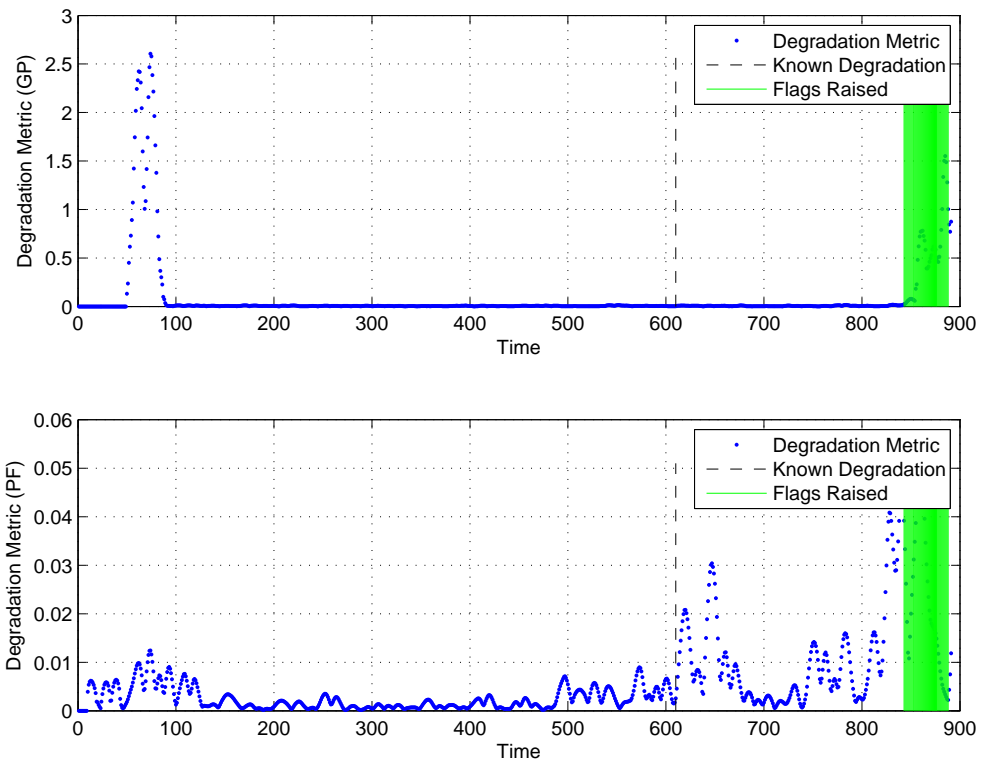 3
2.5
2
1.5
1
0.5
0
Degradation Metric (GP)
Degradation Metric
Known Degradation
Flags Raised
0 100 200 300 400 500 600 700 800 900
Time
0.06
0.05
0.04
0.03
0.02
0.01
0
Degradation Metric (PF)
Degradation Metric
Known Degradation
Flags Raised
0 100 200 300 400 500 600 700 800 900
Time